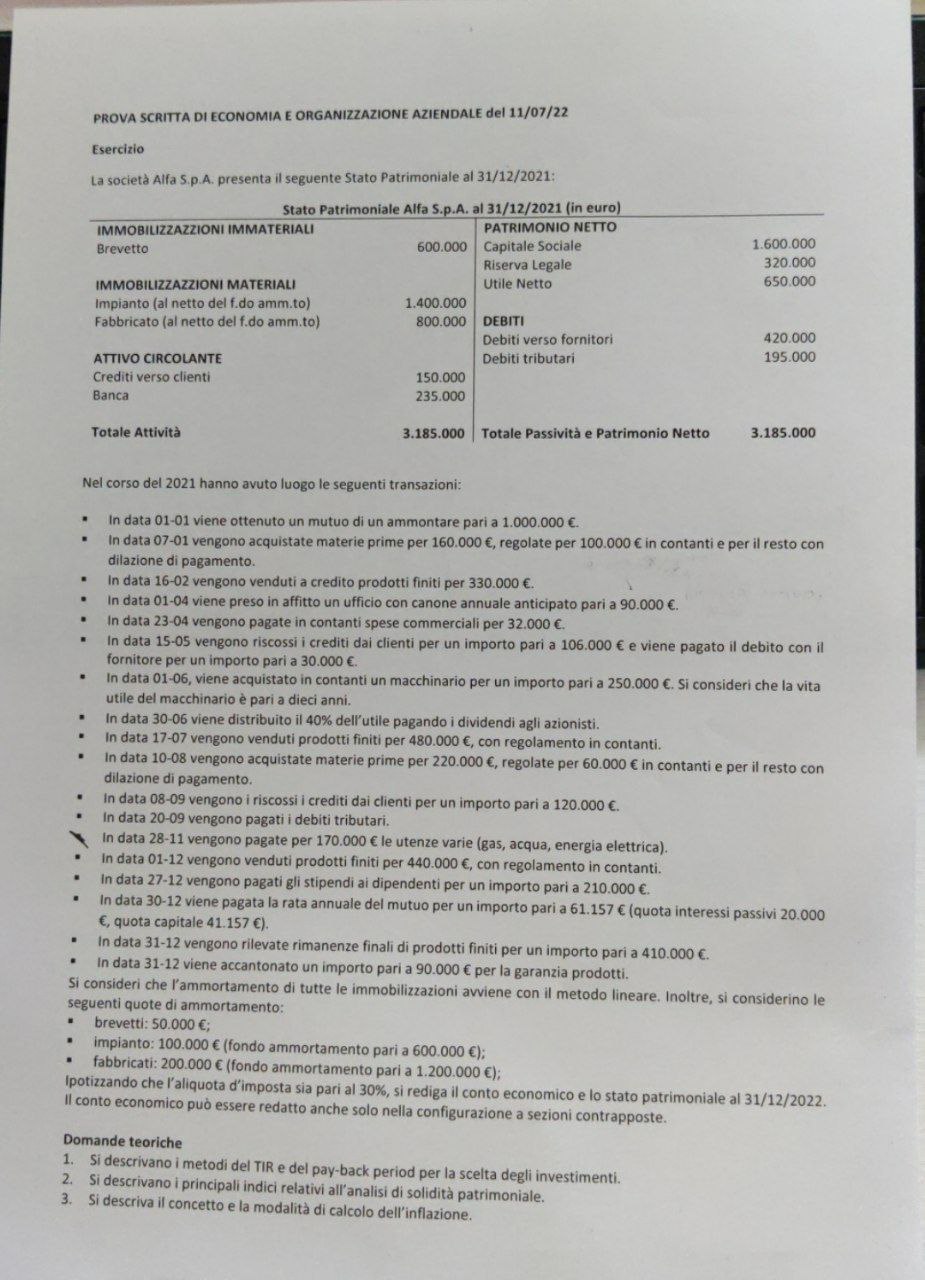 PROVA SCRITTA DI ECONOMIA E ORGANIZZAZIONE AZIENDALE del 11/07/22
Esercizio
La società Alfa S.p.A. presenta il seguente Stato Patrimoniale al 31/12/2021:
Stato Patrimoniale Alfa S.p.A. al 31/12/2021 (in euro)
IMMOBILIZZAZZIONI IMMATERIALI PATRIMONIO NETTO
Brevetto 600.000 Capitale Sociale 1.600.000
Riserva Legale 320.000
IMMOBILIZZAZZIONI MATERIALI Utile Netto 650.000
Impianto (al netto del f.do amm.to) 1.400.000
Fabbricato (al netto del f.do amm.to) 800.000 DEBITI
Debiti verso fornitori 420.000
ATTIVO CIRCOLANTE Debiti tributari 195.000
Crediti verso clienti 150.000
Banca 235.000
Totale Attività 3.185.000 Totale Passività e Patrimonio Netto 3.185.000
Nel corso del 2021 hanno avuto luogo le seguenti transazioni:
▪ In data 01-01 viene ottenuto un mutuo di un ammontare pari a 1.000.000 €.
▪ In data 07-01 vengono acquistate materie prime per 160.000 €, regolate per 100.000 € in contanti e per il resto con
dilazione di pagamento.
▪ In data 16-02 vengono venduti a credito prodotti finiti per 330.000 €.
▪ In data 01-04 viene preso in affitto un ufficio con canone annuale anticipato pari a 90.000 €.
▪ In data 23-04 vengono pagate in contanti spese commerciali per 32.000 €.
▪ In data 15-05 vengono riscossi i crediti dai clienti per un importo pari a 106.000 € e viene pagato il debito con il
fornitore per un importo pari a 30.000 €.
▪ In data 01-06, viene acquistato in contanti un macchinario per un importo pari a 250.000 €. Si consideri che la vita
utile del macchinario è pari a dieci anni.
▪ In data 30-06 viene distribuito il 40% dell'utile pagando i dividendi agli azionisti.
▪ In data 17-07 vengono venduti prodotti finiti per 480.000 €, con regolamento in contanti.
▪ In data 10-08 vengono acquistate materie prime per 220.000 €, regolate per 60.000 € in contanti e per il resto con
dilazione di pagamento.
▪ In data 08-09 vengono i riscossi i crediti dai clienti per un importo pari a 120.000 €.
▪ In data 20-09 vengono pagati i debiti tributari.
In data 28-11 vengono pagate per 170.000 € le utenze varie (gas, acqua, energia elettrica).
▪ In data 01-12 vengono venduti prodotti finiti per 440.000 €, con regolamento in contanti.
▪ In data 27-12 vengono pagati gli stipendi ai dipendenti per un importo pari a 210.000 €.
▪ In data 30-12 viene pagata la rata annuale del mutuo per un importo pari a 61.157 € (quota interessi passivi 20.000
€, quota capitale 41.157 €).
▪ In data 31-12 vengono rilevate rimanenze finali di prodotti finiti per un importo pari a 410.000 €.
▪ In data 31-12 viene accantonato un importo pari a 90.000 € per la garanzia prodotti.
Si consideri che l'ammortamento di tutte le immobilizzazioni avviene con il metodo lineare. Inoltre, si considerino le
seguenti quote di ammortamento:
▪ brevetti: 50.000 €;
▪ impianto: 100.000 € (fondo ammortamento pari a 600.000 €);
▪ fabbricati: 200.000 € (fondo ammortamento pari a 1.200.000 €);
Ipotizzando che l'aliquota d'imposta sia pari al 30%, si rediga il conto economico e lo stato patrimoniale al 31/12/2022.
Il conto economico può essere redatto anche solo nella configurazione a sezioni contrapposte.
Domande teoriche
1. Si descrivano i metodi del TIR e del pay-back period per la scelta degli investimenti.
2. Si descrivano i principali indici relativi all'analisi di solidità patrimoniale.
3. Si descriva il concetto e la modalità di calcolo dell'inflazione.